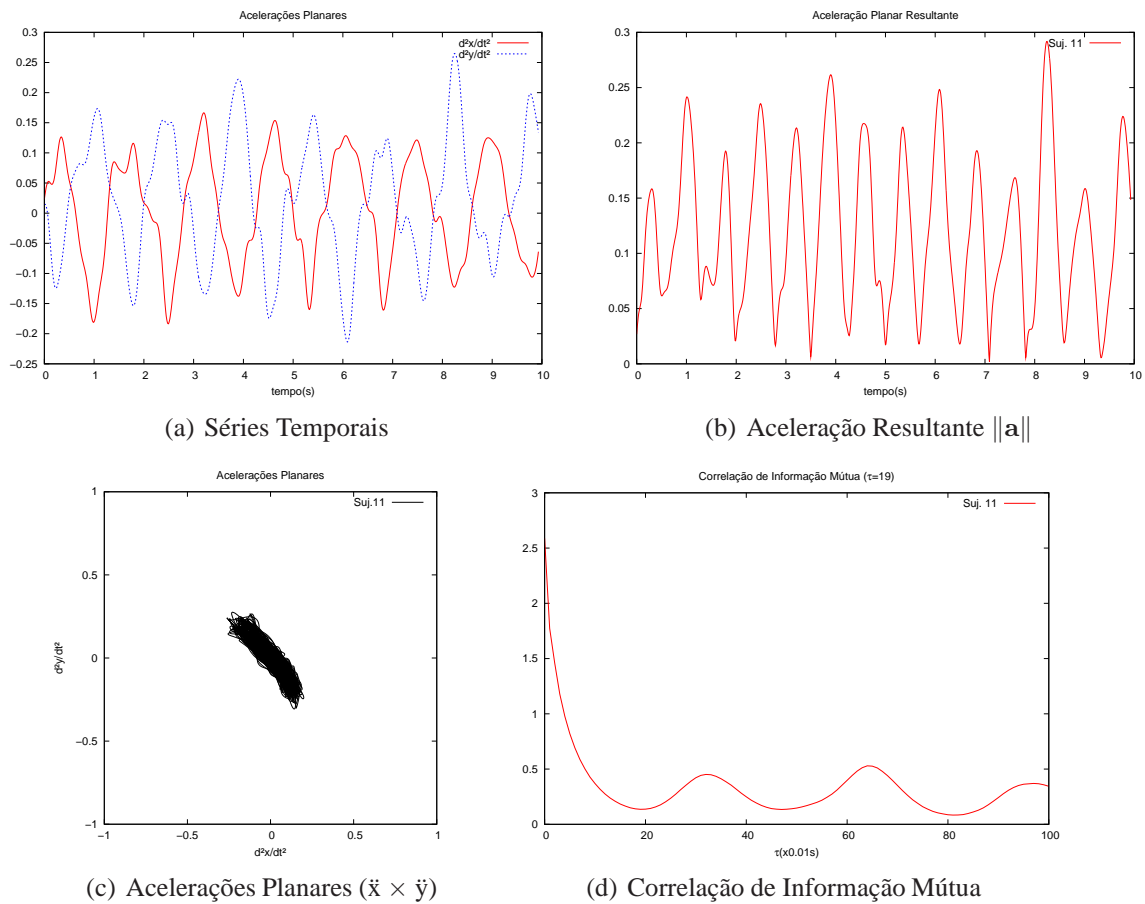 Acelerações Planares
d²x/dt²
d²y/dt²
0.3
0.25
0.2
0.15
0.1
0.05
0
−0.05
−0.1
−0.15
−0.2
−0.25
0 1 2 3 4 5 6 7 8 9 10
tempo(s)
(a) Séries Temporais
Aceleração Planar Resultante
Suj. 11
0.3
0.25
0.2
0.15
0.1
0.05
0
0 1 2 3 4 5 6 7 8 9 10
tempo(s)
(b) Aceleração Resultante ‖a‖
Acelerações Planares
Suj.11
1
0.5
0
−0.5
−1
d²y/dt²
−1 −0.5 0 0.5 1
d²x/dt²
(c) Acelerações Planares (ẍ × ÿ)
Correlação de Informação Mútua (τ=19)
Suj. 11
3
2.5
2
1.5
1
0.5
0
0 20 40 60 80 100
τ(x0.01s)
(d) Correlação de Informação Mútua